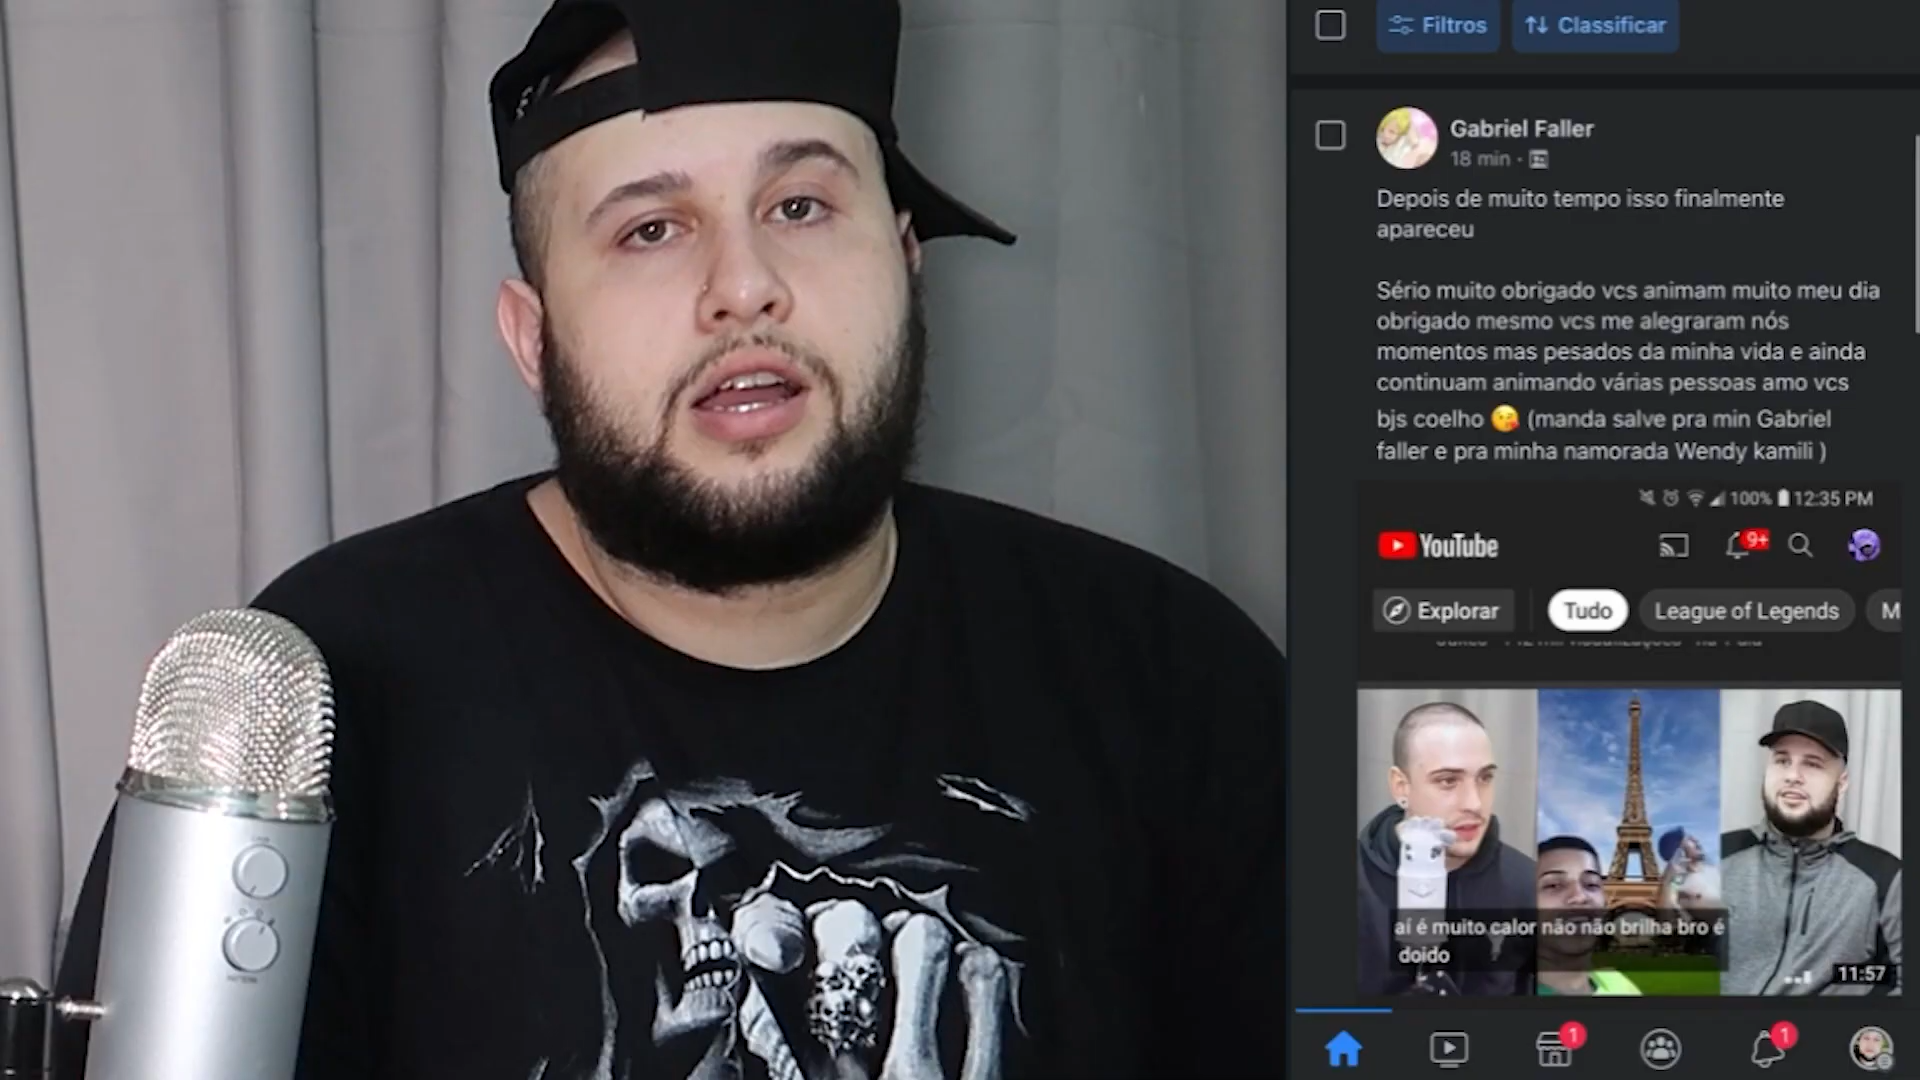 Filtros
Classificar
Gabriel Faller
18 min ·
Depois de muito tempo isso finalmente
apareceu
Sério muito obrigado vcs animam muito meu dia
obrigado mesmo vcs me alegraram nós
momentos mas pesados da minha vida e ainda
continuam animando várias pessoas amo vcs
bjs coelho 😘 (manda salve pra min Gabriel
faller e pra minha namorada Wendy kamili )
100% 12:35 PM
YouTube
9+
Explorar
Tudo
League of Legends
M
aí é muito calor não não brilha bro é
doido
11:57
1
1